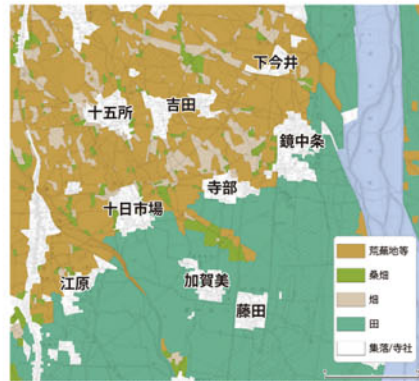 下今井
十五所
吉田
鏡中条
寺部
十日市場
江原
加賀美
藤田
荒蕪地等
桑畑
畑
田
集落/寺社